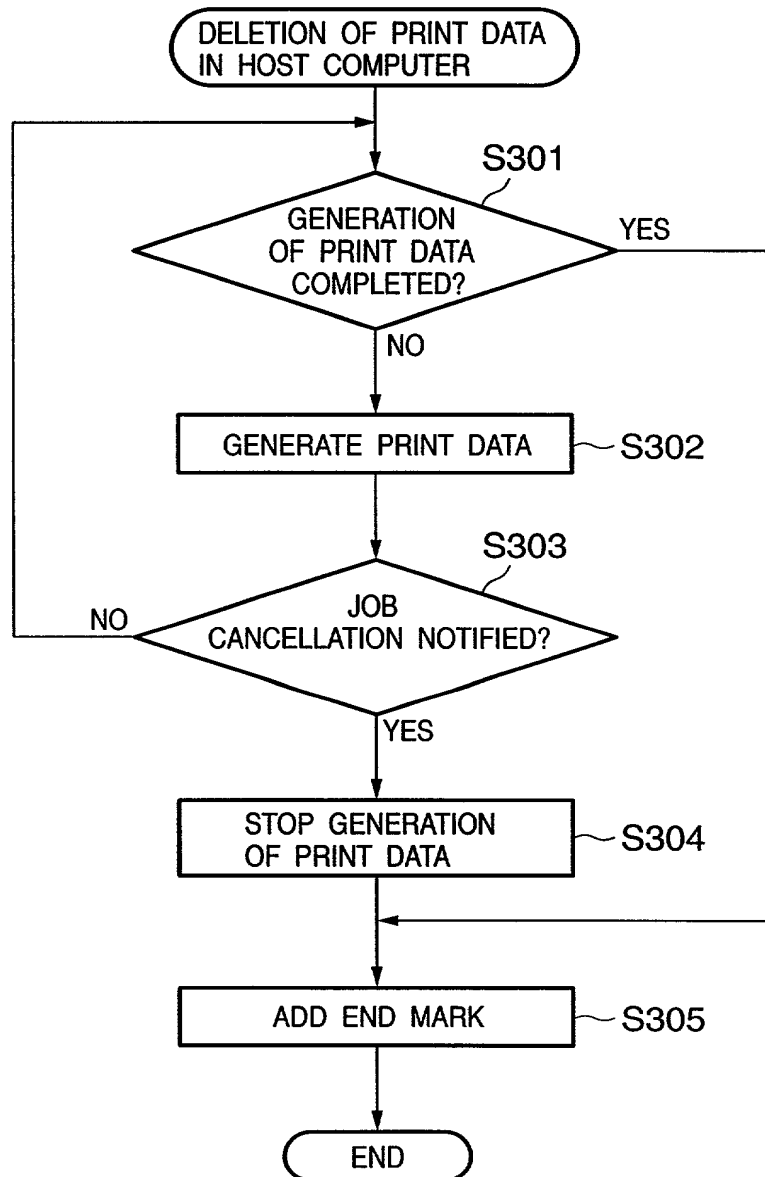 DELETION OF PRINT DATA
IN HOST COMPUTER
S301
GENERATION
OF PRINT DATA
COMPLETED?
YES
NO
GENERATE PRINT DATA
S302
S303
JOB
CANCELLATION NOTIFIED?
NO
YES
STOP GENERATION
OF PRINT DATA
S304
ADD END MARK
S305
END